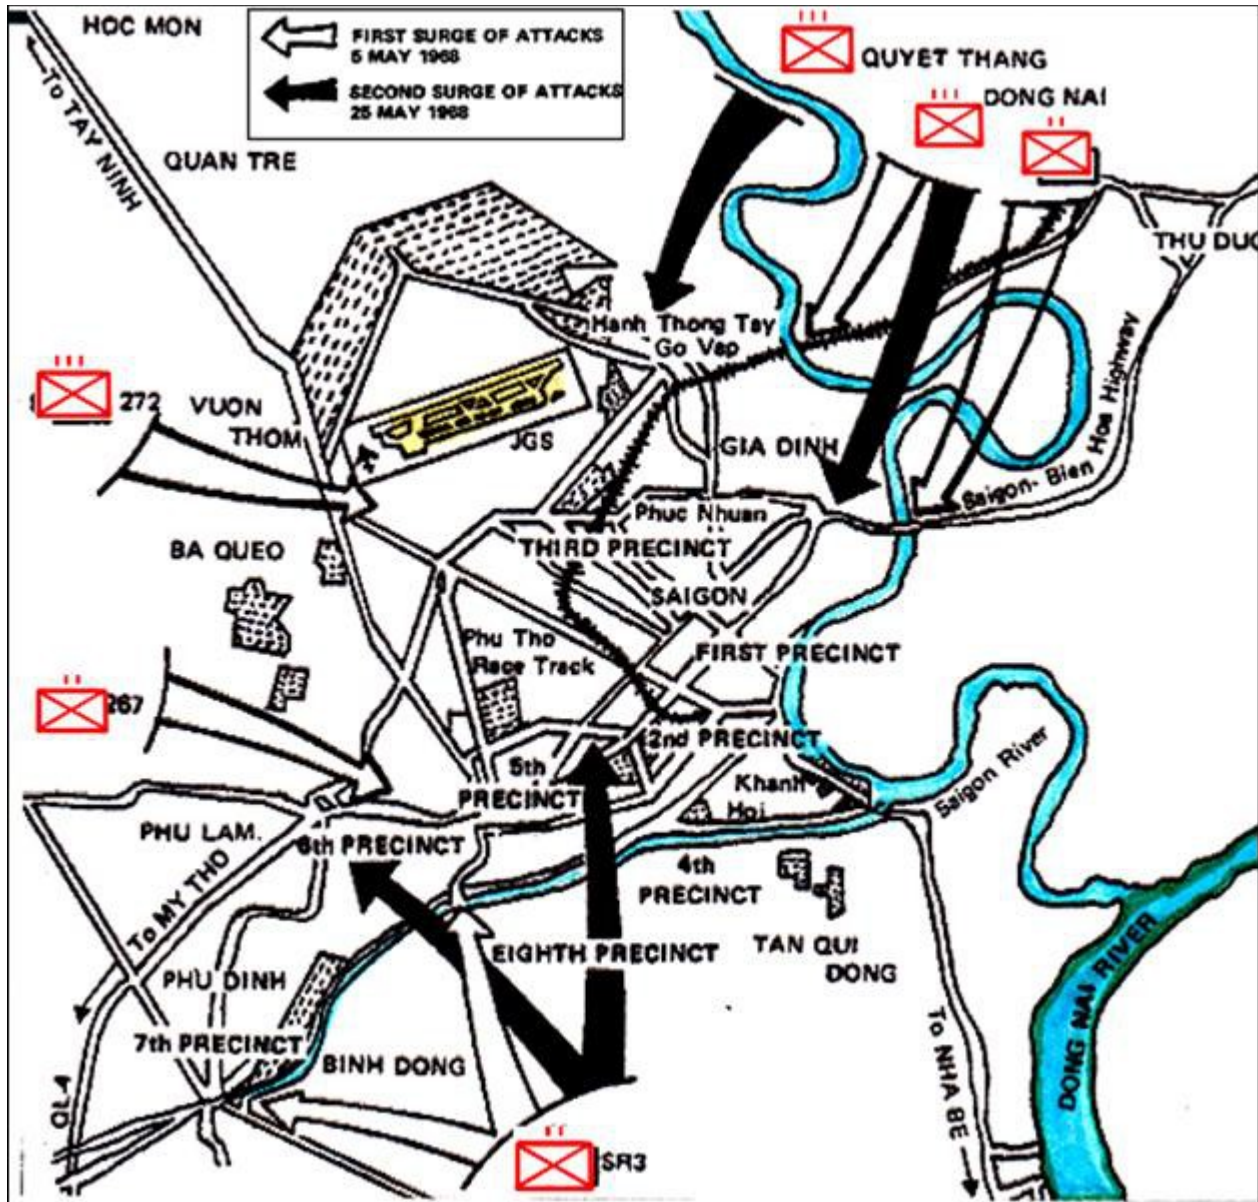 HOC MON
FIRST SURGE OF ATTACKS
5 MAY 1968
SECOND SURGE OF ATTACKS
25 MAY 1968
QUYET THANG
DONG NAI
To TAY NINH
QUAN TRE
THU DUC
Hanh Thong Tay
Go Vap
272
VUON
THOM
JGS
GIA DINH
Saigon-Bien Hoa Highway
Phuc Nhuan
BA QUEO
THIRD PRECINCT
SAIGON
Phu Tho
Race Track
FIRST PRECINCT
267
2nd PRECINCT
5th
PRECINCT
Khanh
Hoi
Saigon River
PHU LAM.
6th PRECINCT
4th
PRECINCT
To MY THO
EIGHTH PRECINCT
TAN QUI
DONG
PHU DINH
7th PRECINCT
BINH DONG
DONG NAI RIVER
To NHA BE
QL4
SR3